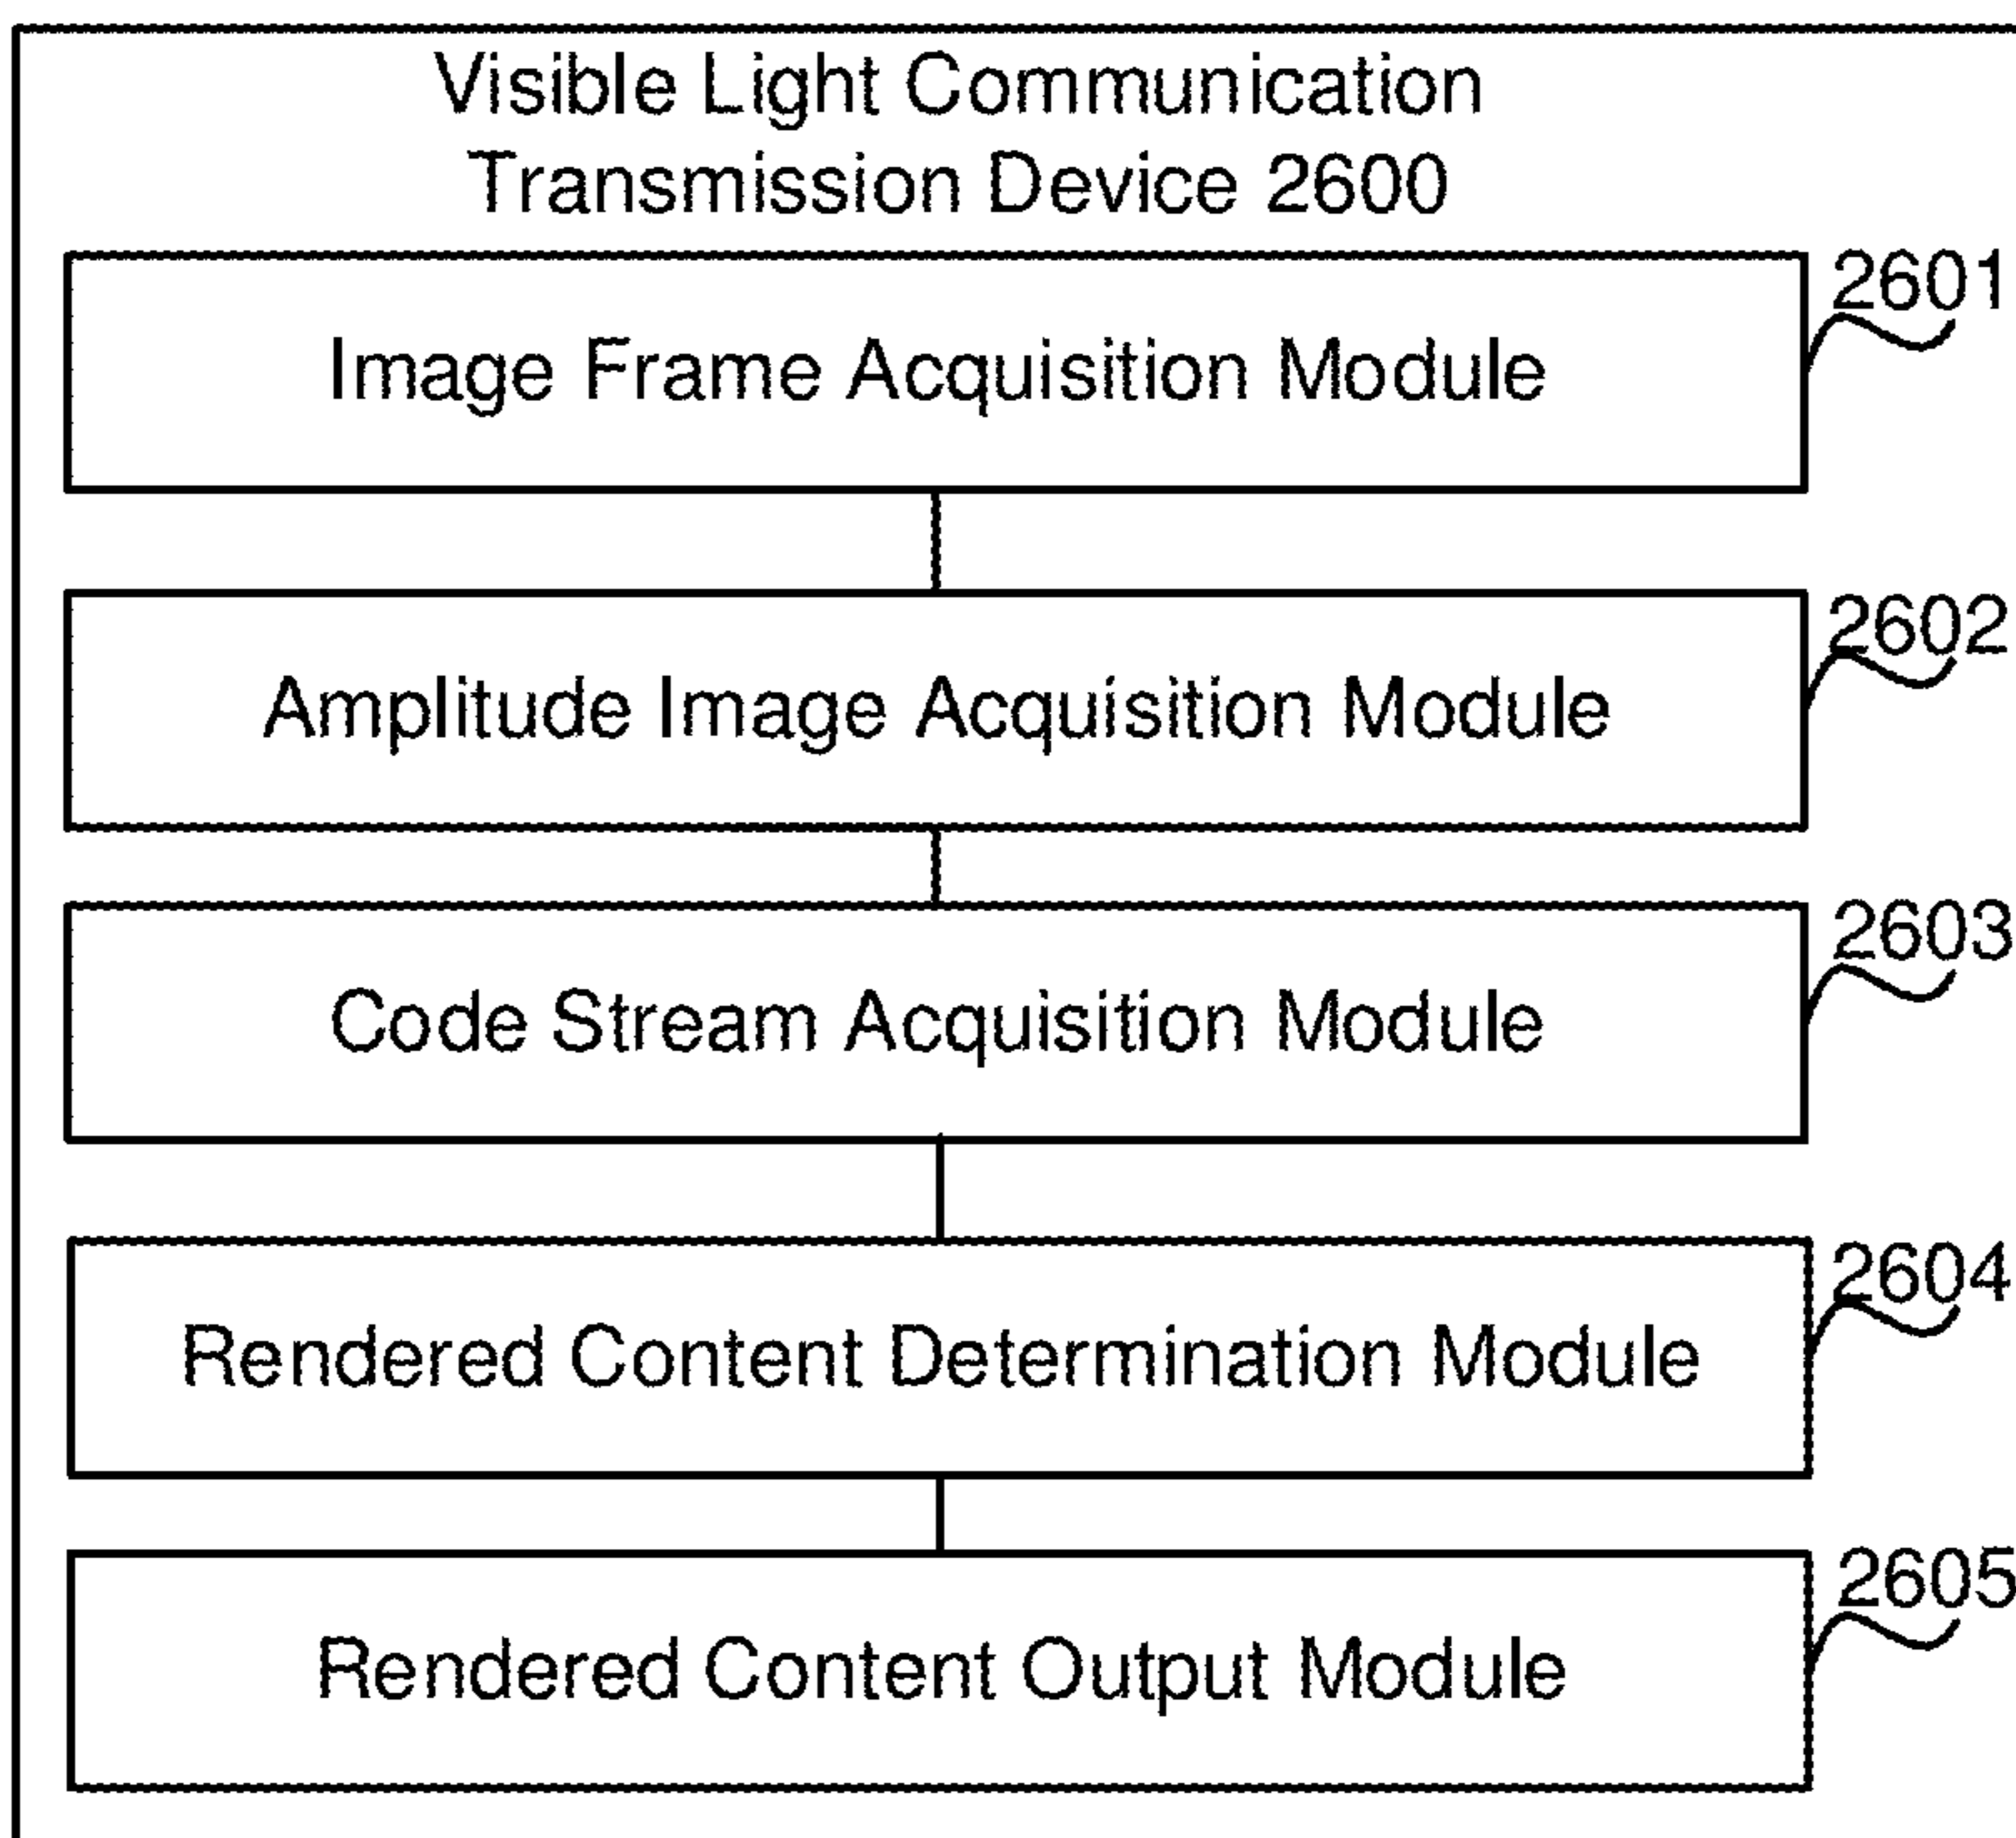 Visible Light Communication
Transmission Device 2600
2601
Image Frame Acquisition Module
2602
Amplitude Image Acquisition Module
2603
Code Stream Acquisition Module
2604
Rendered Content Determination Module
2605
Rendered Content Output Module